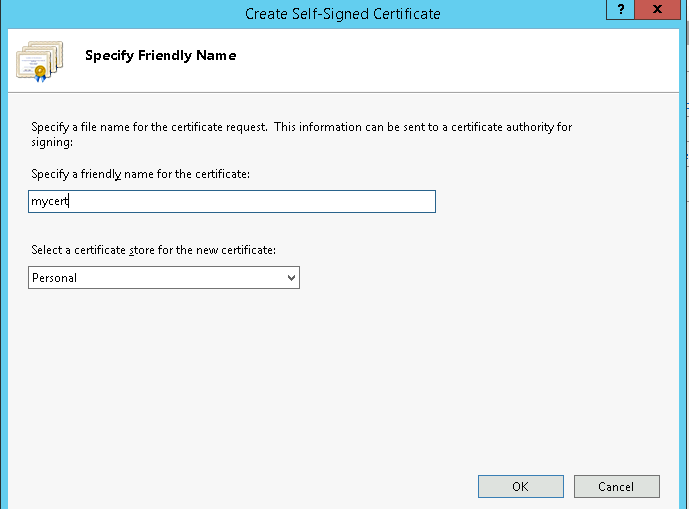 Create Self-Signed Certificate
?
x
Specify Friendly Name
Specify a file name for the certificate request.  This information can be sent to a certificate authority for
signing:
Specify a friendly name for the certificate:
mycert
Select a certificate store for the new certificate:
Personal
OK
Cancel